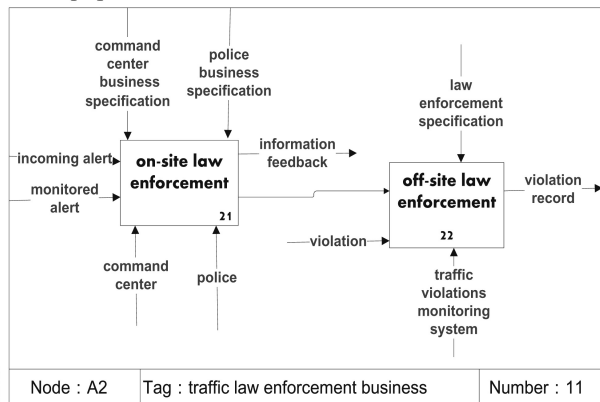 command
center
business
specification
police
business
specification
law
enforcement
specification
incoming alert
monitored
alert
on-site law
enforcement
21
information
feedback
off-site law
enforcement
22
violation
record
violation
command
center
police
traffic
violations
monitoring
system
Node : A2
Tag : traffic law enforcement business
Number : 11